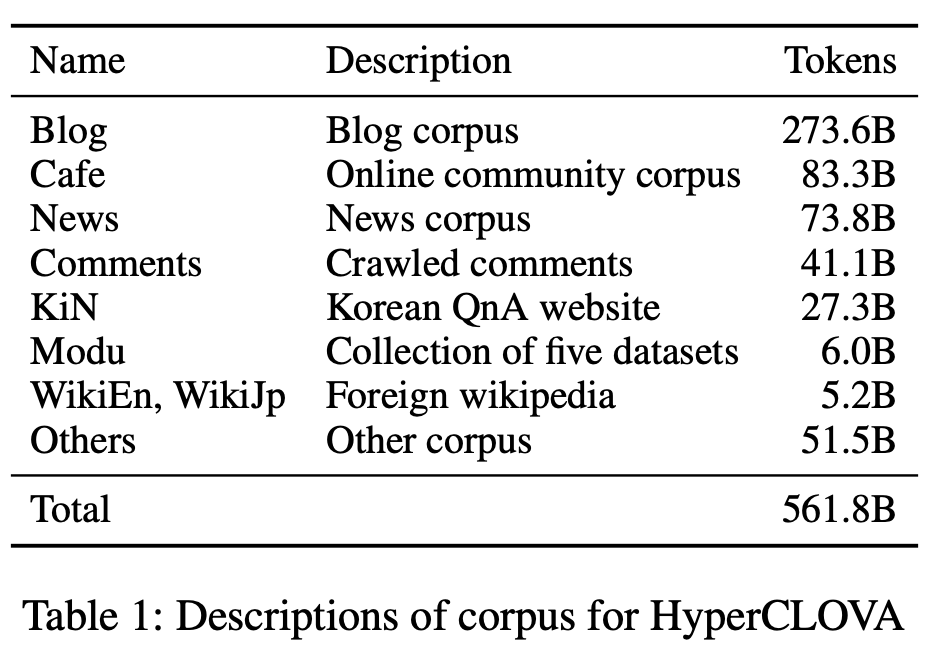 Name Description Tokens
Blog Blog corpus 273.6B
Cafe Online community corpus 83.3B
News News corpus 73.8B
Comments Crawled comments 41.1B
KiN Korean QnA website 27.3B
Modu Collection of five datasets 6.0B
WikiEn, WikiJp Foreign wikipedia 5.2B
Others Other corpus 51.5B
Total 561.8B
Table 1: Descriptions of corpus for HyperCLOVA